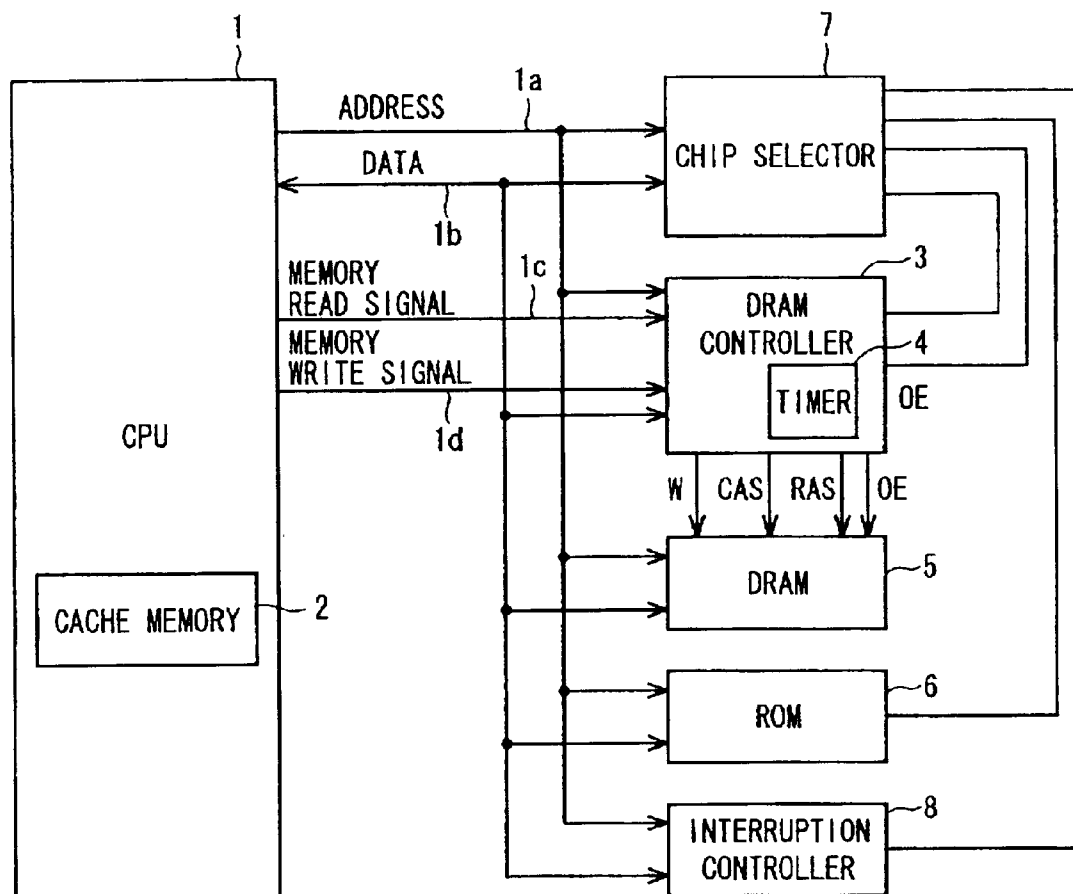 1
7
1a
ADDRESS
CHIP SELECTOR
DATA
1b
MEMORY
READ SIGNAL
1c
3
DRAM
CONTROLLER
4
MEMORY
WRITE SIGNAL
1d
TIMER
OE
CPU
W
CAS
RAS
OE
DRAM
5
CACHE MEMORY
2
6
ROM
8
INTERRUPTION
CONTROLLER